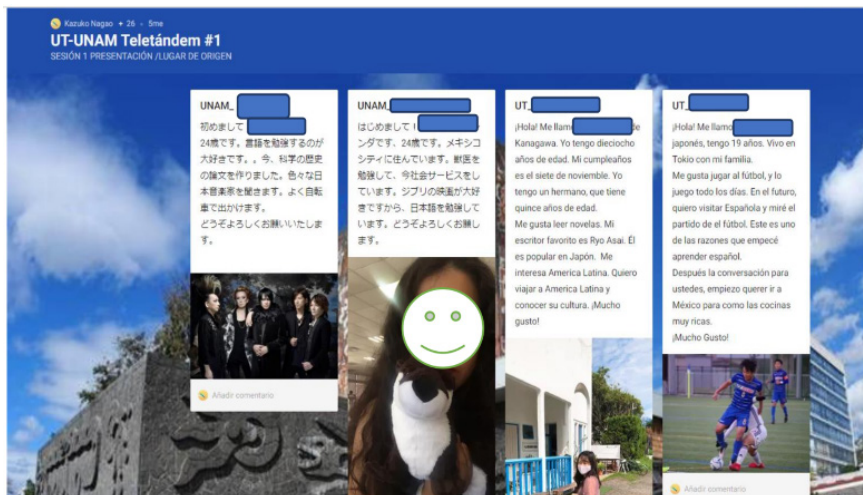 Kazuko Nagao + 26 • 5me
UT-UNAM Teletándem #1
SESIÓN 1 PRESENTACIÓN /LUGAR DE ORIGEN
UNAM_
初めまして
24歳です。言語を勉強するのが
大好きです。。今、科学の歴史
の論文を作りました。色々な日
本音楽家を聞きます。よく自転
車で出かけます。
どうぞよろしくお願いいたしま
す。
Añadir comentario
UNAM_
はじめまして！
ンダです、24歳です。メキシコ
シティに住んでいます。獣医を
勉強して、今社会サービスをし
ています。ジブリの映画が大好
きですから、日本語を勉強して
います。どうぞよろしくお願し
ます。
UT_
¡Hola! Me llamo de
Kanagawa. Yo tengo dieciocho
años de edad. Mi cumpleaños
es el siete de noviembre. Yo
tengo un hermano, que tiene
quince años de edad.
Me gusta leer novelas. Mi
escritor favorito es Ryo Asai. Él
es popular en Japón. Me
interesa America Latina. Quiero
viajar a America Latina y
conocer su cultura. ¡Mucho
gusto!
UT_
¡Hola! Me llamo
japonés, tengo 19 años. Vivo en
Tokio con mi familia.
Me gusta jugar al fútbol, y lo
juego todo los días. En el futuro,
quiero visitar Española y miré el
partido de el fútbol. Este es uno
de las razones que empecé
aprender español.
Después la conversación para
ustedes, empiezo querer ir a
México para como las cocinas
muy ricas.
¡Mucho Gusto!
Añadir comentario